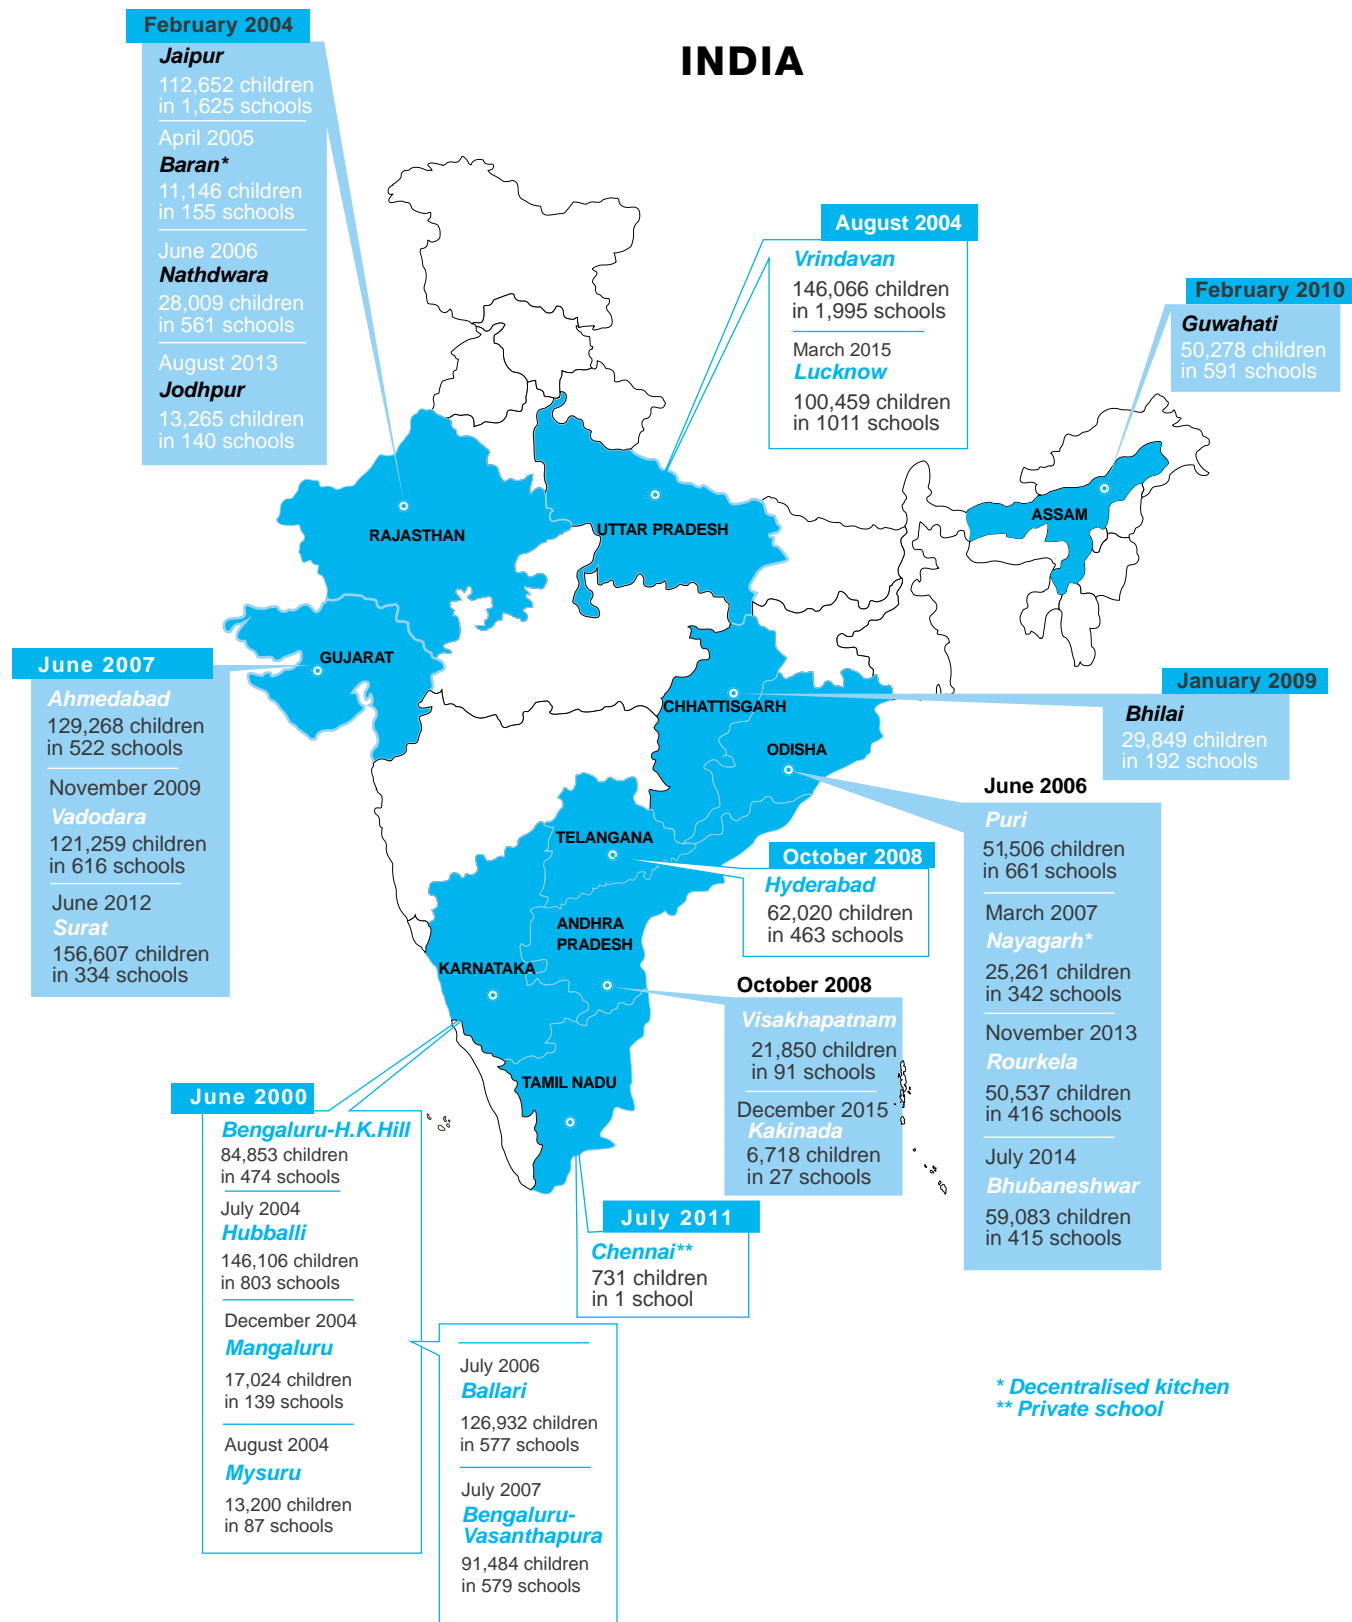 INDIA
February 2004
Jaipur
112,652 children
in 1,625 schools
April 2005
Baran*
11,146 children
in 155 schools
June 2006
Nathdwara
28,009 children
in 561 schools
August 2013
Jodhpur
13,265 children
in 140 schools
August 2004
Vrindavan
146,066 children
in 1,995 schools
March 2015
Lucknow
100,459 children
in 1011 schools
February 2010
Guwahati
50,278 children
in 591 schools
RAJASTHAN
UTTAR PRADESH
ASSAM
GUJARAT
CHHATTISGARH
ODISHA
TELANGANA
ANDHRA
PRADESH
KARNATAKA
TAMIL NADU
June 2007
Ahmedabad
129,268 children
in 522 schools
November 2009
Vadodara
121,259 children
in 616 schools
June 2012
Surat
156,607 children
in 334 schools
January 2009
Bhilai
29,849 children
in 192 schools
June 2006
Puri
51,506 children
in 661 schools
March 2007
Nayagarh*
25,261 children
in 342 schools
November 2013
Rourkela
50,537 children
in 416 schools
July 2014
Bhubaneshwar
59,083 children
in 415 schools
October 2008
Hyderabad
62,020 children
in 463 schools
October 2008
Visakhapatnam
21,850 children
in 91 schools
December 2015
Kakinada
6,718 children
in 27 schools
June 2000
Bengaluru-H.K.Hill
84,853 children
in 474 schools
July 2004
Hubballi
146,106 children
in 803 schools
December 2004
Mangaluru
17,024 children
in 139 schools
August 2004
Mysuru
13,200 children
in 87 schools
July 2006
Ballari
126,932 children
in 577 schools
July 2007
Bengaluru-
Vasanthapura
91,484 children
in 579 schools
July 2011
Chennai**
731 children
in 1 school
* Decentralised kitchen
** Private school